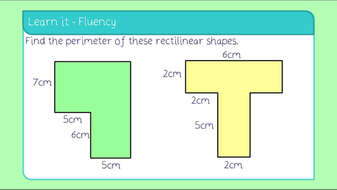 Learn it - Fluency
Find the perimeter of these rectilinear shapes.
7cm
5cm
6cm
5cm
6cm
2cm
2cm
5cm
2cm